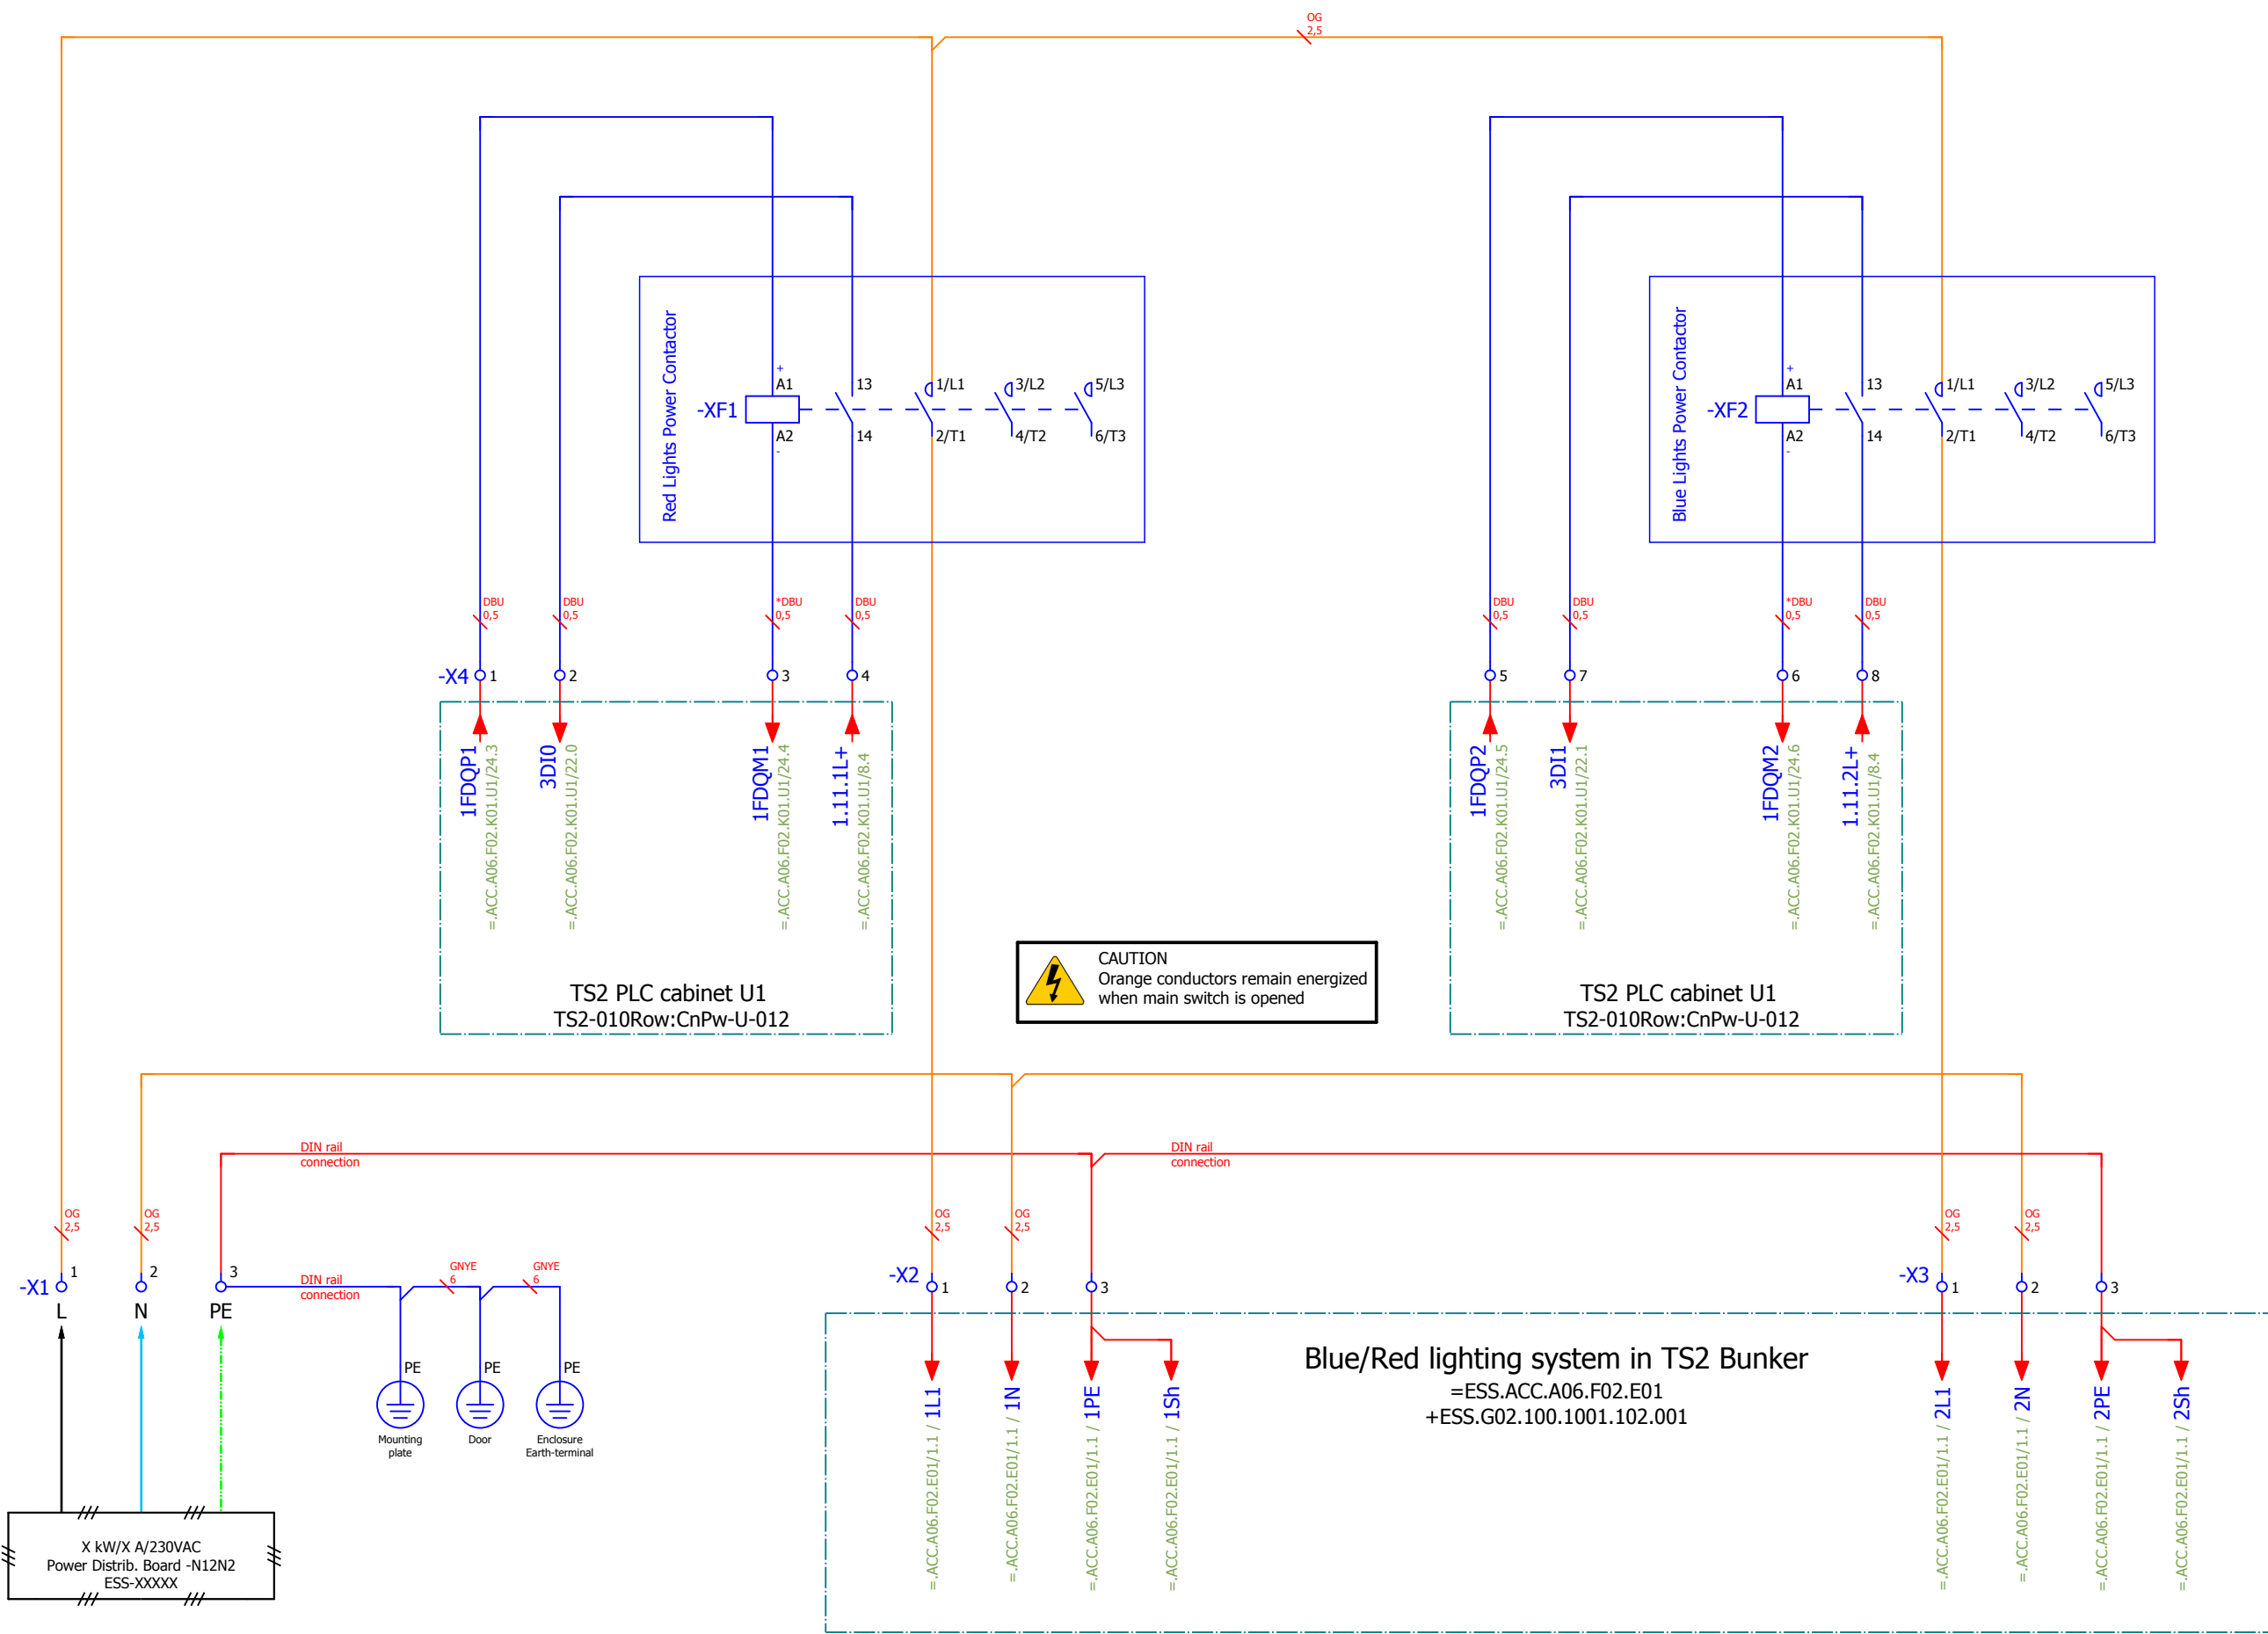 OG
2,5
Red Lights Power Contactor
-XF1
+
A1
A2
-
13
14
1/L1
2/T1
3/L2
4/T2
5/L3
6/T3
Blue Lights Power Contactor
-XF2
+
A1
A2
-
13
14
1/L1
2/T1
3/L2
4/T2
5/L3
6/T3
DBU
0,5
DBU
0,5
*DBU
0,5
DBU
0,5
DBU
0,5
DBU
0,5
*DBU
0,5
DBU
0,5
-X4
1
2
3
4
5
7
6
8
1FDQP1
=.ACC.A06.F02.K01.U1/24.3
3DI0
=.ACC.A06.F02.K01.U1/22.0
1FDQM1
=.ACC.A06.F02.K01.U1/24.4
1.11.1L+
=.ACC.A06.F02.K01.U1/8.4
TS2 PLC cabinet U1
TS2-010Row:CnPw-U-012
1FDQP2
=.ACC.A06.F02.K01.U1/24.5
3DI1
=.ACC.A06.F02.K01.U1/22.1
1FDQM2
=.ACC.A06.F02.K01.U1/24.6
1.11.2L+
=.ACC.A06.F02.K01.U1/8.4
TS2 PLC cabinet U1
TS2-010Row:CnPw-U-012
CAUTION
Orange conductors remain energized
when main switch is opened
DIN rail
connection
DIN rail
connection
OG
2,5
OG
2,5
OG
2,5
OG
2,5
OG
2,5
OG
2,5
-X1
1
L
2
N
3
PE
DIN rail
connection
GNYE
6
GNYE
6
PE
Mounting
plate
PE
Door
PE
Enclosure
Earth-terminal
X kW/X A/230VAC
Power Distrib. Board -N12N2
ESS-XXXXX
-X2
1
2
3
-X3
1
2
3
Blue/Red lighting system in TS2 Bunker
=ESS.ACC.A06.F02.E01
+ESS.G02.100.1001.102.001
=.ACC.A06.F02.E01/1.1 / 1L1
=.ACC.A06.F02.E01/1.1 / 1N
=.ACC.A06.F02.E01/1.1 / 1PE
=.ACC.A06.F02.E01/1.1 / 1Sh
=.ACC.A06.F02.E01/1.1 / 2L1
=.ACC.A06.F02.E01/1.1 / 2N
=.ACC.A06.F02.E01/1.1 / 2PE
=.ACC.A06.F02.E01/1.1 / 2Sh